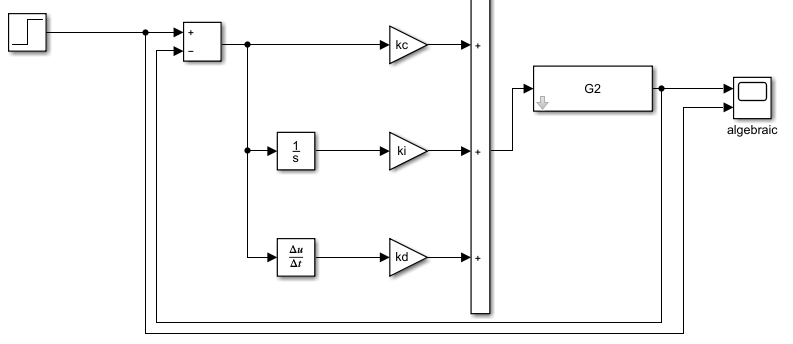 +
−
kc
+
G2
algebraic
1
s
ki
+
Δu
Δt
kd
+